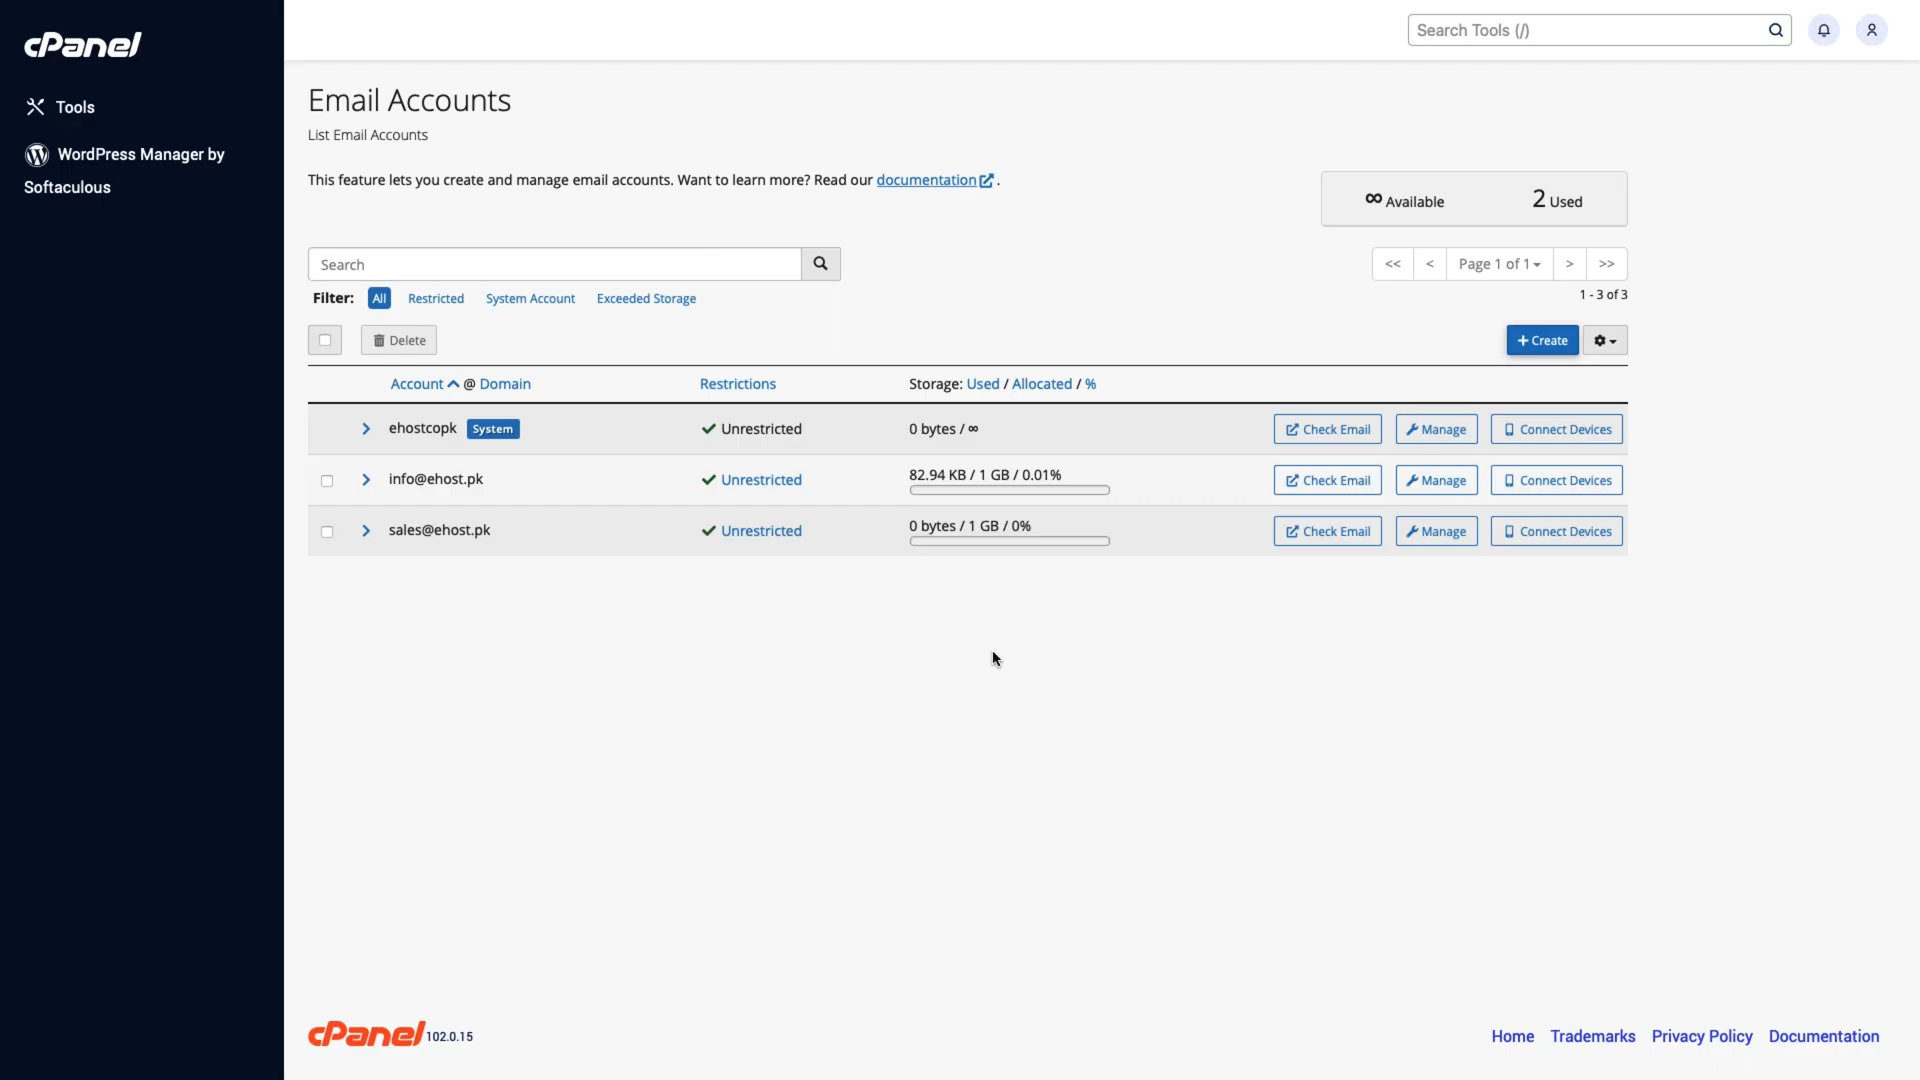 cPanel
Search Tools (/)
Tools
WordPress Manager by
Softaculous
Email Accounts
List Email Accounts
This feature lets you create and manage email accounts. Want to learn more? Read our documentation .
∞ Available 2 Used
Search
<< < Page 1 of 1 > >>
Filter: All Restricted System Account Exceeded Storage
1 - 3 of 3
Delete
+ Create
Account @ Domain Restrictions Storage: Used / Allocated / %
ehostcopk System Unrestricted 0 bytes / ∞ Check Email Manage Connect Devices
info@ehost.pk Unrestricted 82.94 KB / 1 GB / 0.01% Check Email Manage Connect Devices
sales@ehost.pk Unrestricted 0 bytes / 1 GB / 0% Check Email Manage Connect Devices
cPanel 102.0.15
Home Trademarks Privacy Policy Documentation